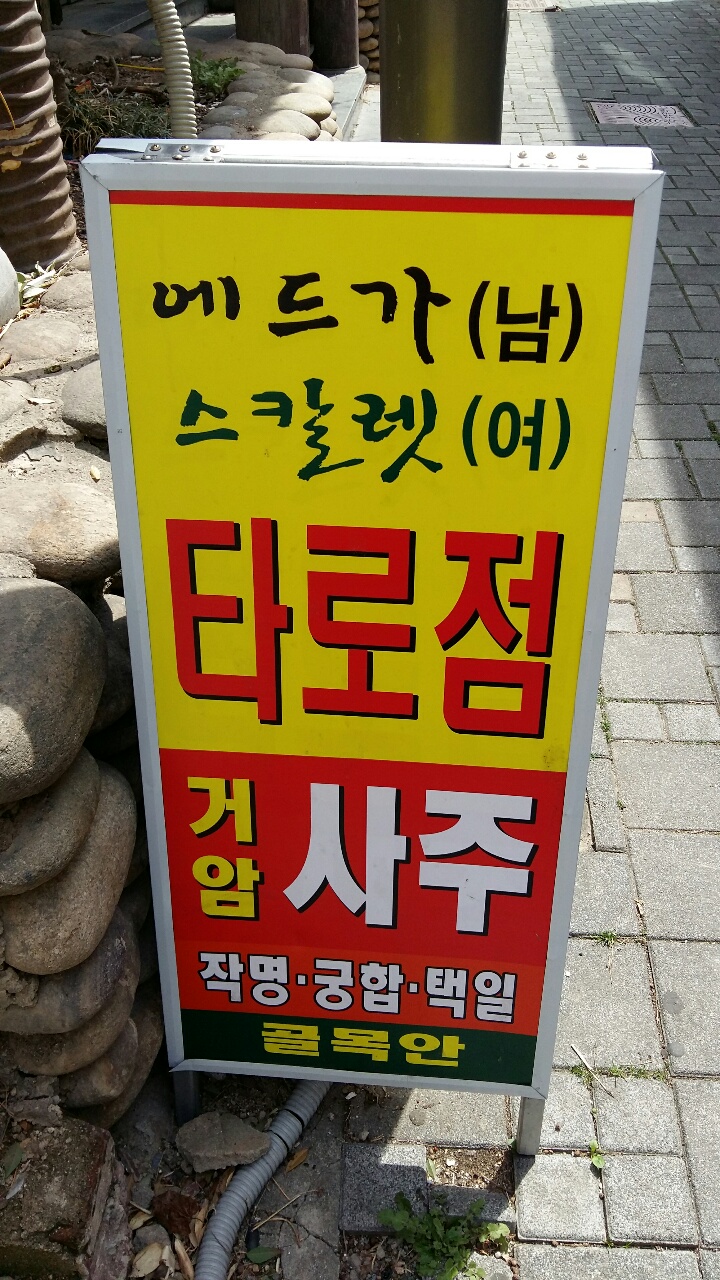 에드가 (남)
스칼렛 (여)
타로점
거암 사주
작명·궁합·택일
골목안